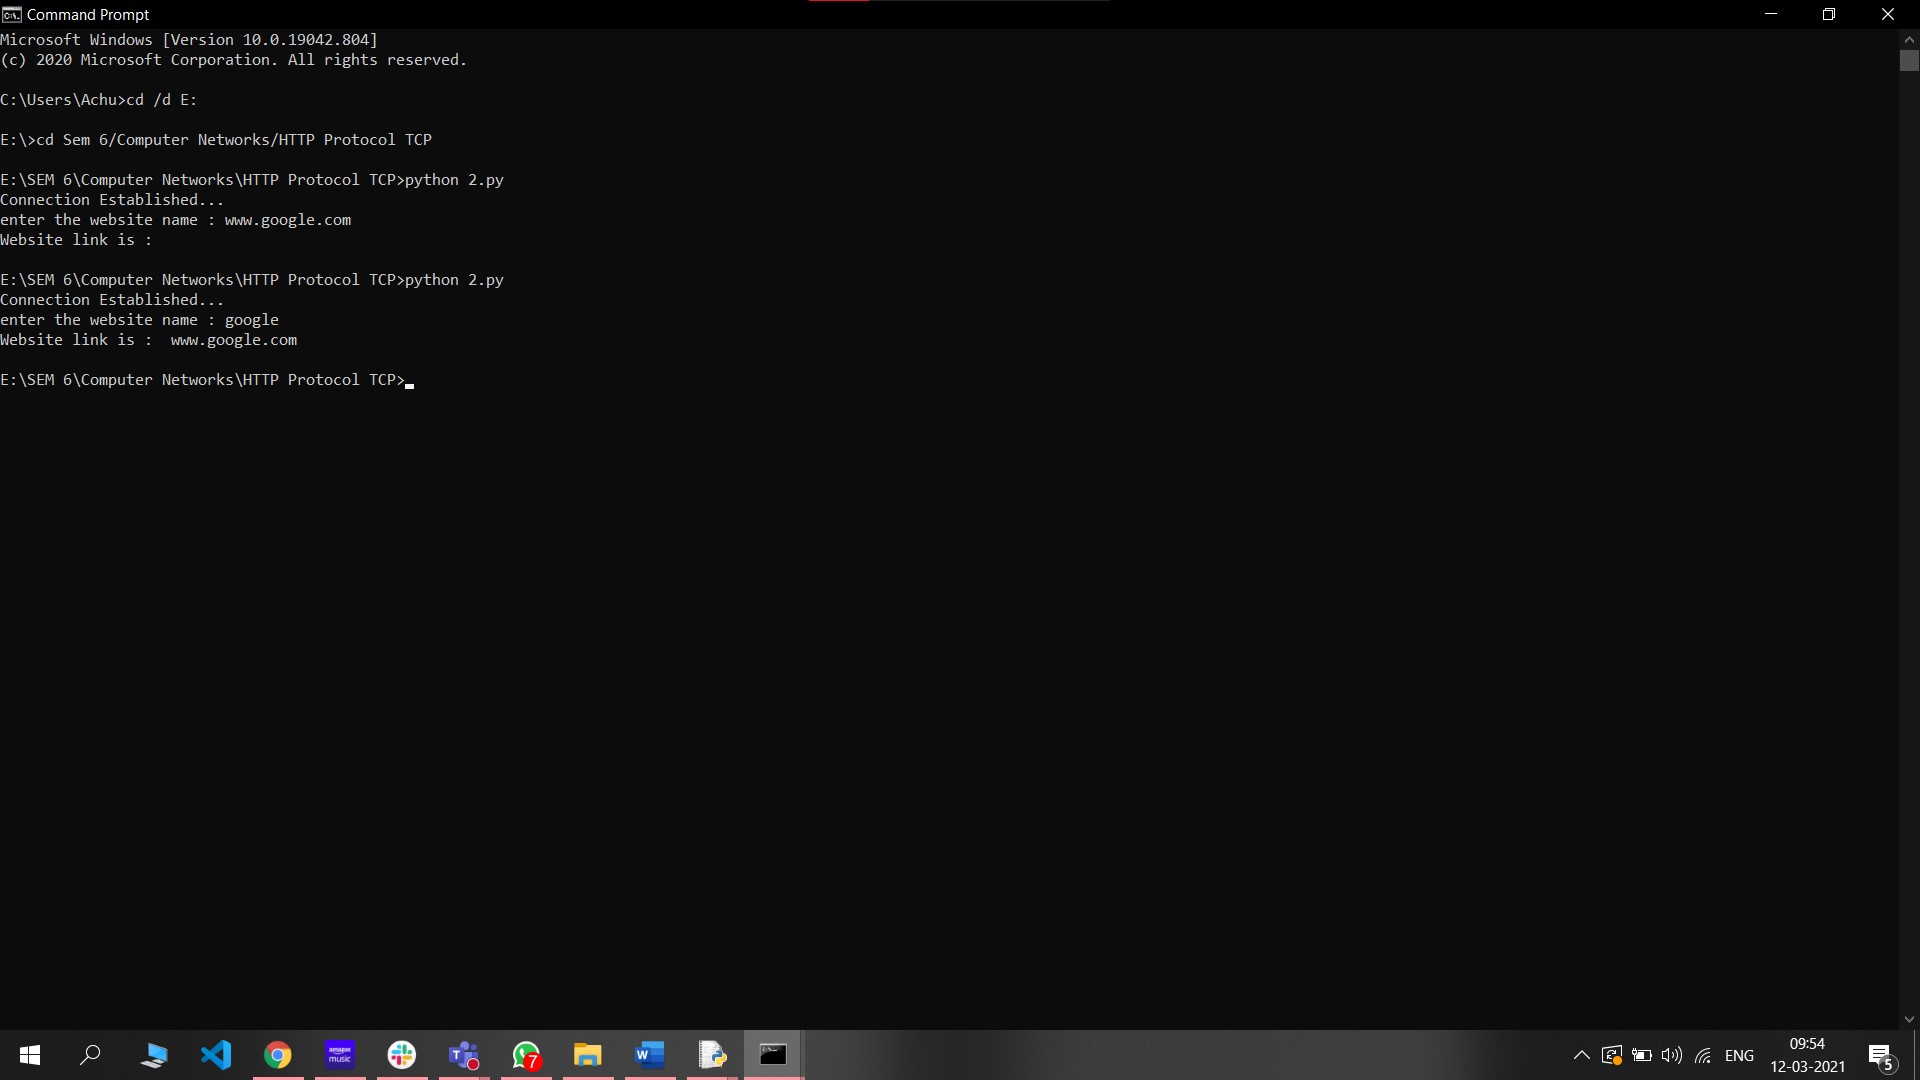 Command Prompt
Microsoft Windows [Version 10.0.19042.804]
(c) 2020 Microsoft Corporation. All rights reserved.
C:\Users\Achu>cd /d E:
E:\>cd Sem 6/Computer Networks/HTTP Protocol TCP
E:\SEM 6\Computer Networks\HTTP Protocol TCP>python 2.py
Connection Established...
enter the website name : www.google.com
Website link is :
E:\SEM 6\Computer Networks\HTTP Protocol TCP>python 2.py
Connection Established...
enter the website name : google
Website link is :  www.google.com
E:\SEM 6\Computer Networks\HTTP Protocol TCP>
amazon
music
7
ENG
09:54
12-03-2021
5